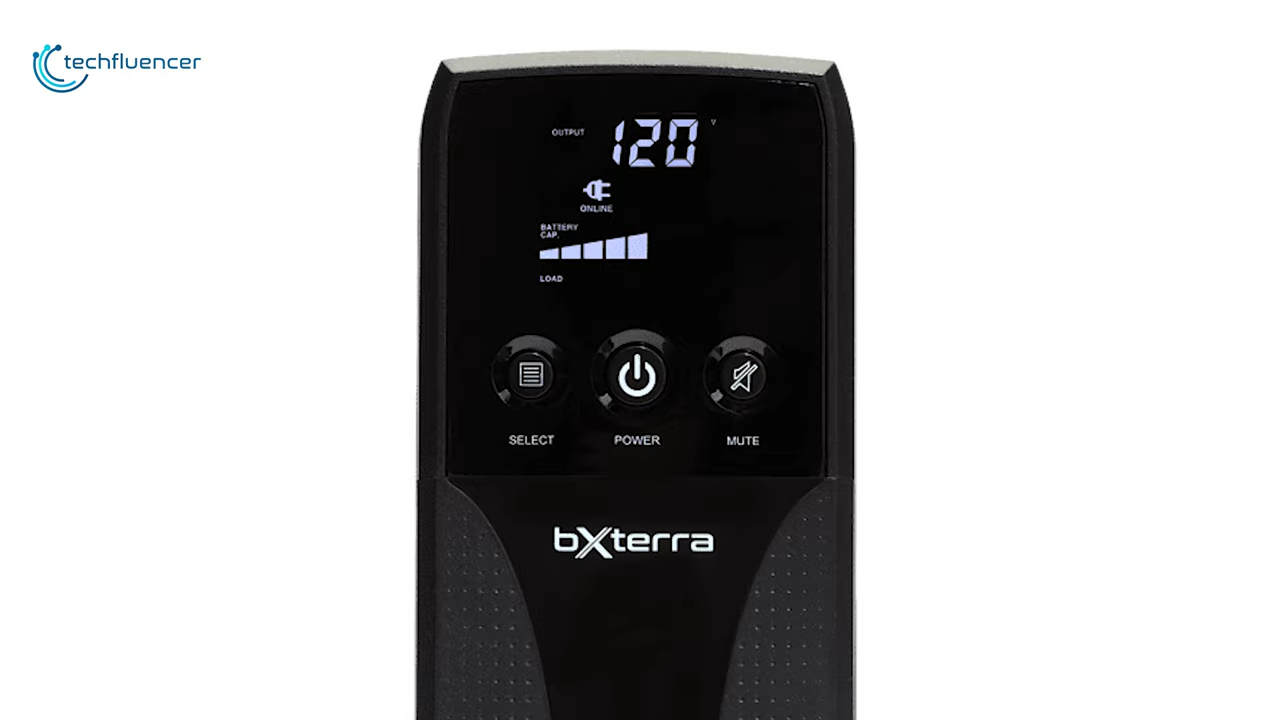 techfluencer
OUTPUT 120 V
ONLINE
BATTERY
CAP.
LOAD
SELECT POWER MUTE
bXterra